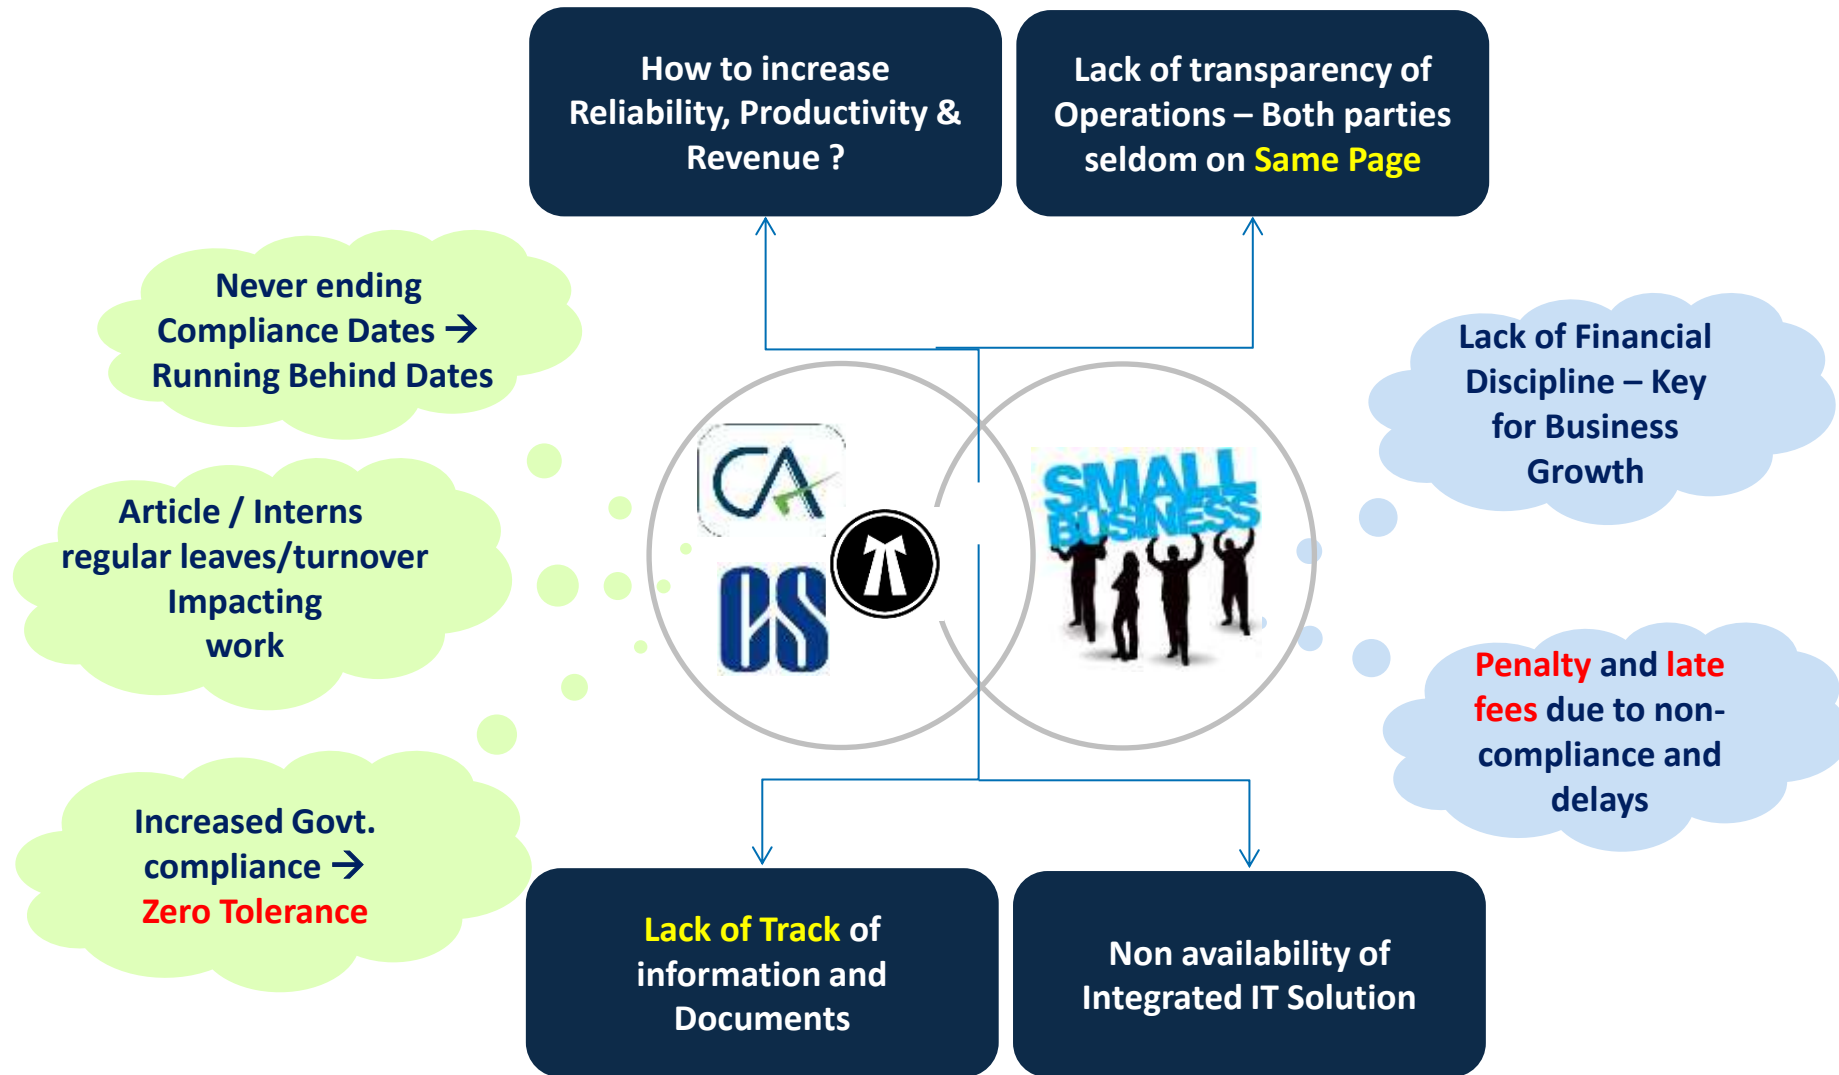 How to increase
Reliability, Productivity &
Revenue ?
Lack of transparency of
Operations – Both parties
seldom on Same Page
Never ending
Compliance Dates →
Running Behind Dates
Article / Interns
regular leaves/turnover
Impacting
work
Increased Govt.
compliance →
Zero Tolerance
CA
CS
SMALL
BUSINESS
Lack of Financial
Discipline – Key
for Business
Growth
Penalty and late
fees due to non-
compliance and
delays
Lack of Track of
information and
Documents
Non availability of
Integrated IT Solution